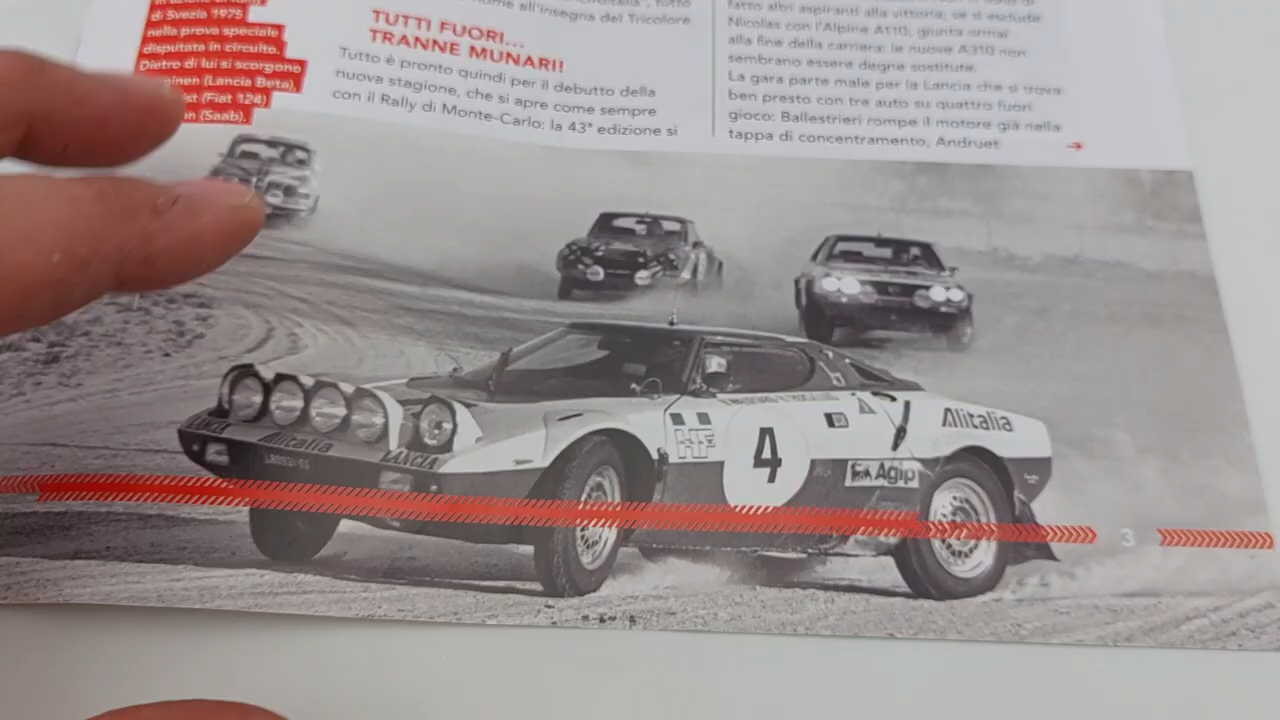 di Svezia 1975
nella prova speciale
disputata in circuito.
Dietro di lui si scorgono
(Lancia Beta),
(Fiat 124)
(Saab).
all'insegna del Tricolore.
TUTTI FUORI...
TRANNE MUNARI!
Tutto è pronto quindi per il debutto della
nuova stagione, che si apre come sempre
con il Rally di Monte-Carlo: la 43ª edizione si
fatto altri aspiranti alla vittoria, se si esclude
Nicolas con l'Alpine A110, giunta ormai
alla fine della carriera: le nuove A310 non
sembrano essere degne sostitute.
La gara parte male per la Lancia che si trova
ben presto con tre auto su quattro fuori
gioco: Ballestrieri rompe il motore già nella
tappa di concentramento, Andruet
LANCIA
Alitalia
LANCIA
HF
4
Agip
Alitalia
3